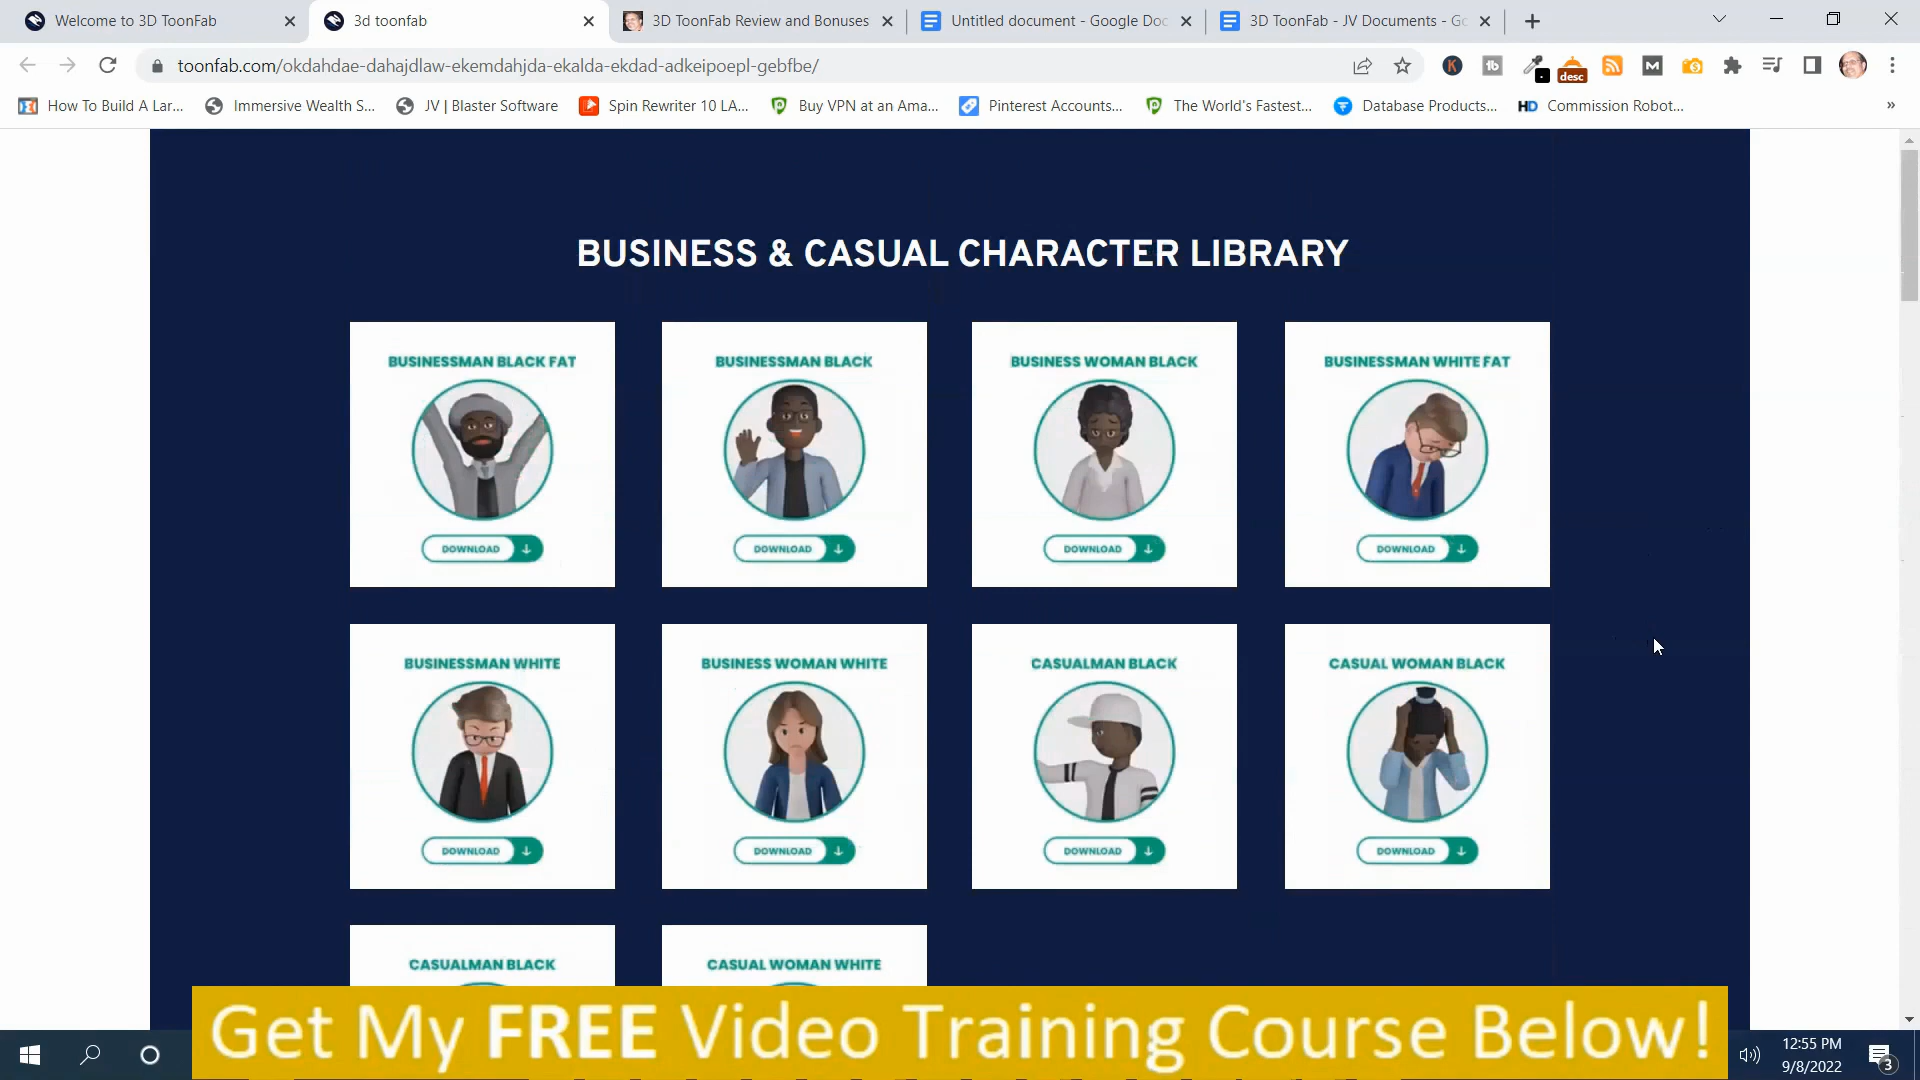 Welcome to 3D ToonFab
3d toonfab
3D ToonFab Review and Bonuses
Untitled document - Google Doc
3D ToonFab - JV Documents - Go
toonfab.com/okdahdae-dahajdlaw-ekemdahjda-ekalda-ekdad-adkeipoepl-gebfbe/
K
tb
desc
M
How To Build A Lar...
Immersive Wealth S...
JV | Blaster Software
Spin Rewriter 10 LA...
Buy VPN at an Ama...
Pinterest Accounts...
The World's Fastest...
Database Products...
HD
Commission Robot...
»
BUSINESS & CASUAL CHARACTER LIBRARY
BUSINESSMAN BLACK FAT
BUSINESSMAN BLACK
BUSINESS WOMAN BLACK
BUSINESSMAN WHITE FAT
DOWNLOAD
DOWNLOAD
DOWNLOAD
DOWNLOAD
BUSINESSMAN WHITE
BUSINESS WOMAN WHITE
CASUALMAN BLACK
CASUAL WOMAN BLACK
DOWNLOAD
DOWNLOAD
DOWNLOAD
DOWNLOAD
CASUALMAN BLACK
CASUAL WOMAN WHITE
Get My FREE Video Training Course Below!
12:55 PM
9/8/2022
3